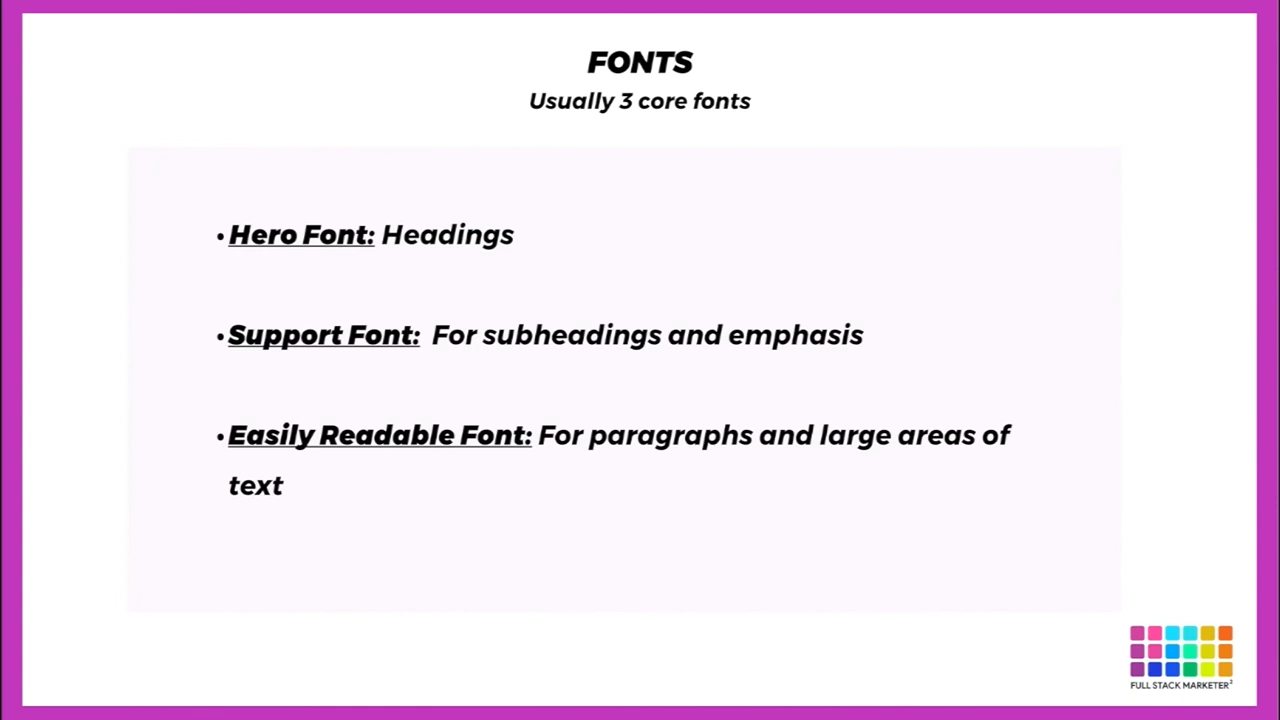 FONTS
Usually 3 core fonts
• Hero Font: Headings
• Support Font: For subheadings and emphasis
• Easily Readable Font: For paragraphs and large areas of
text
FULL STACK MARKETER²